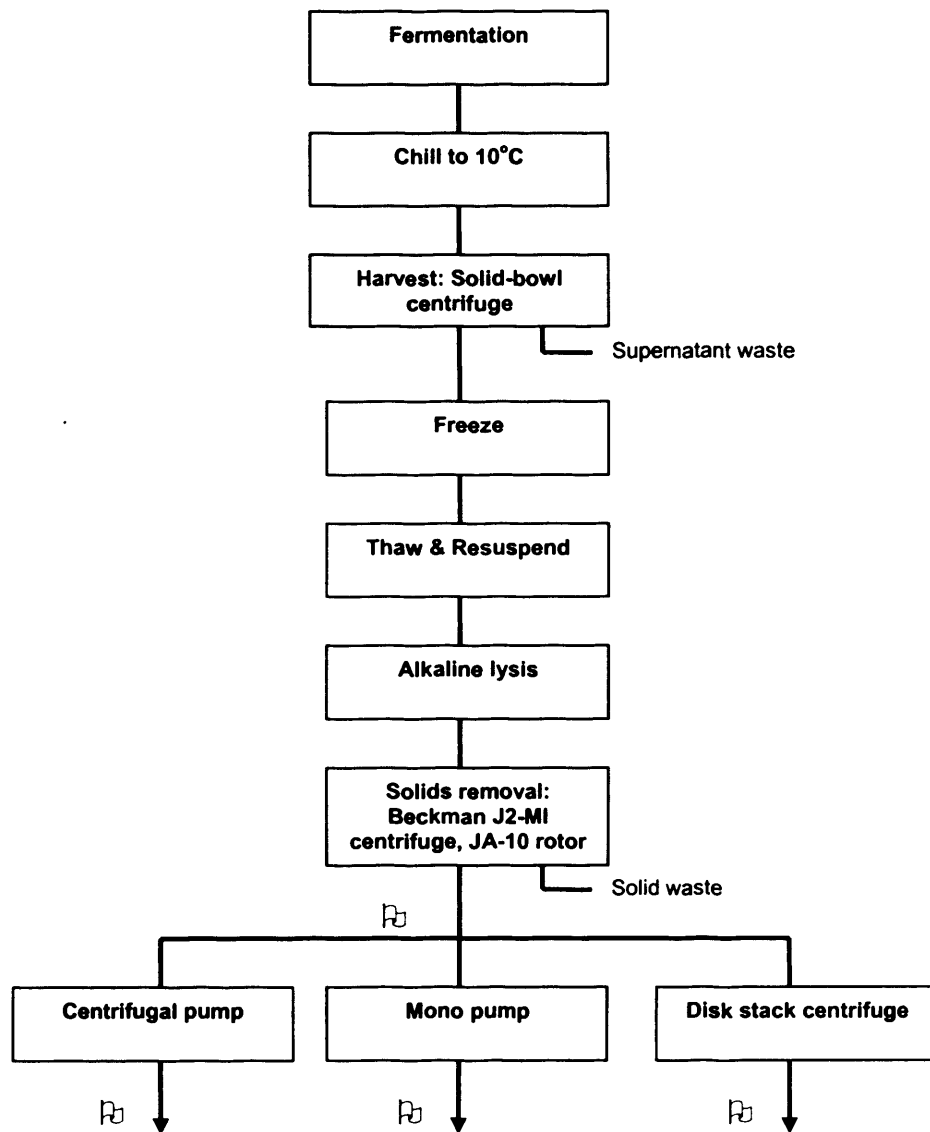 Fermentation
Chill to 10°C
Harvest: Solid-bowl
centrifuge
Supernatant waste
Freeze
Thaw & Resuspend
Alkaline lysis
Solids removal:
Beckman J2-MI
centrifuge, JA-10 rotor
Solid waste
Centrifugal pump
Mono pump
Disk stack centrifuge